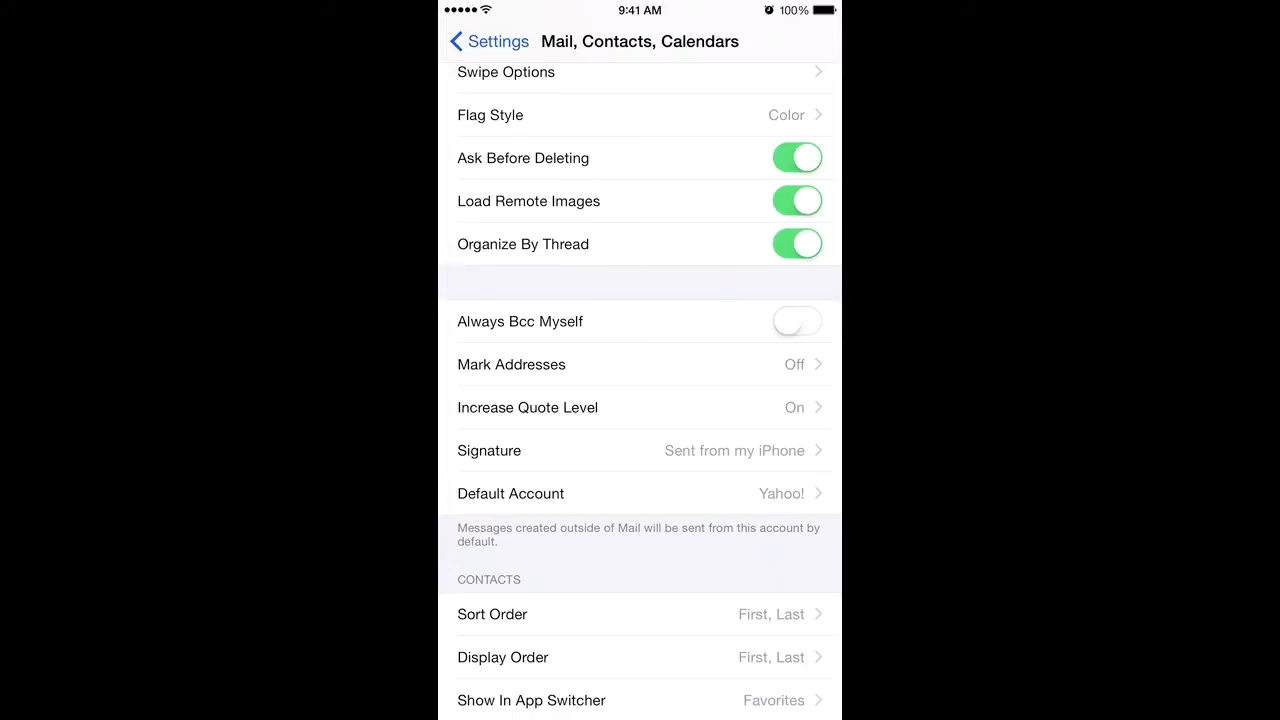 9:41 AM 100%
Settings Mail, Contacts, Calendars
Swipe Options
Flag Style Color
Ask Before Deleting
Load Remote Images
Organize By Thread
Always Bcc Myself
Mark Addresses Off
Increase Quote Level On
Signature Sent from my iPhone
Default Account Yahoo!
Messages created outside of Mail will be sent from this account by
default.
CONTACTS
Sort Order First, Last
Display Order First, Last
Show In App Switcher Favorites